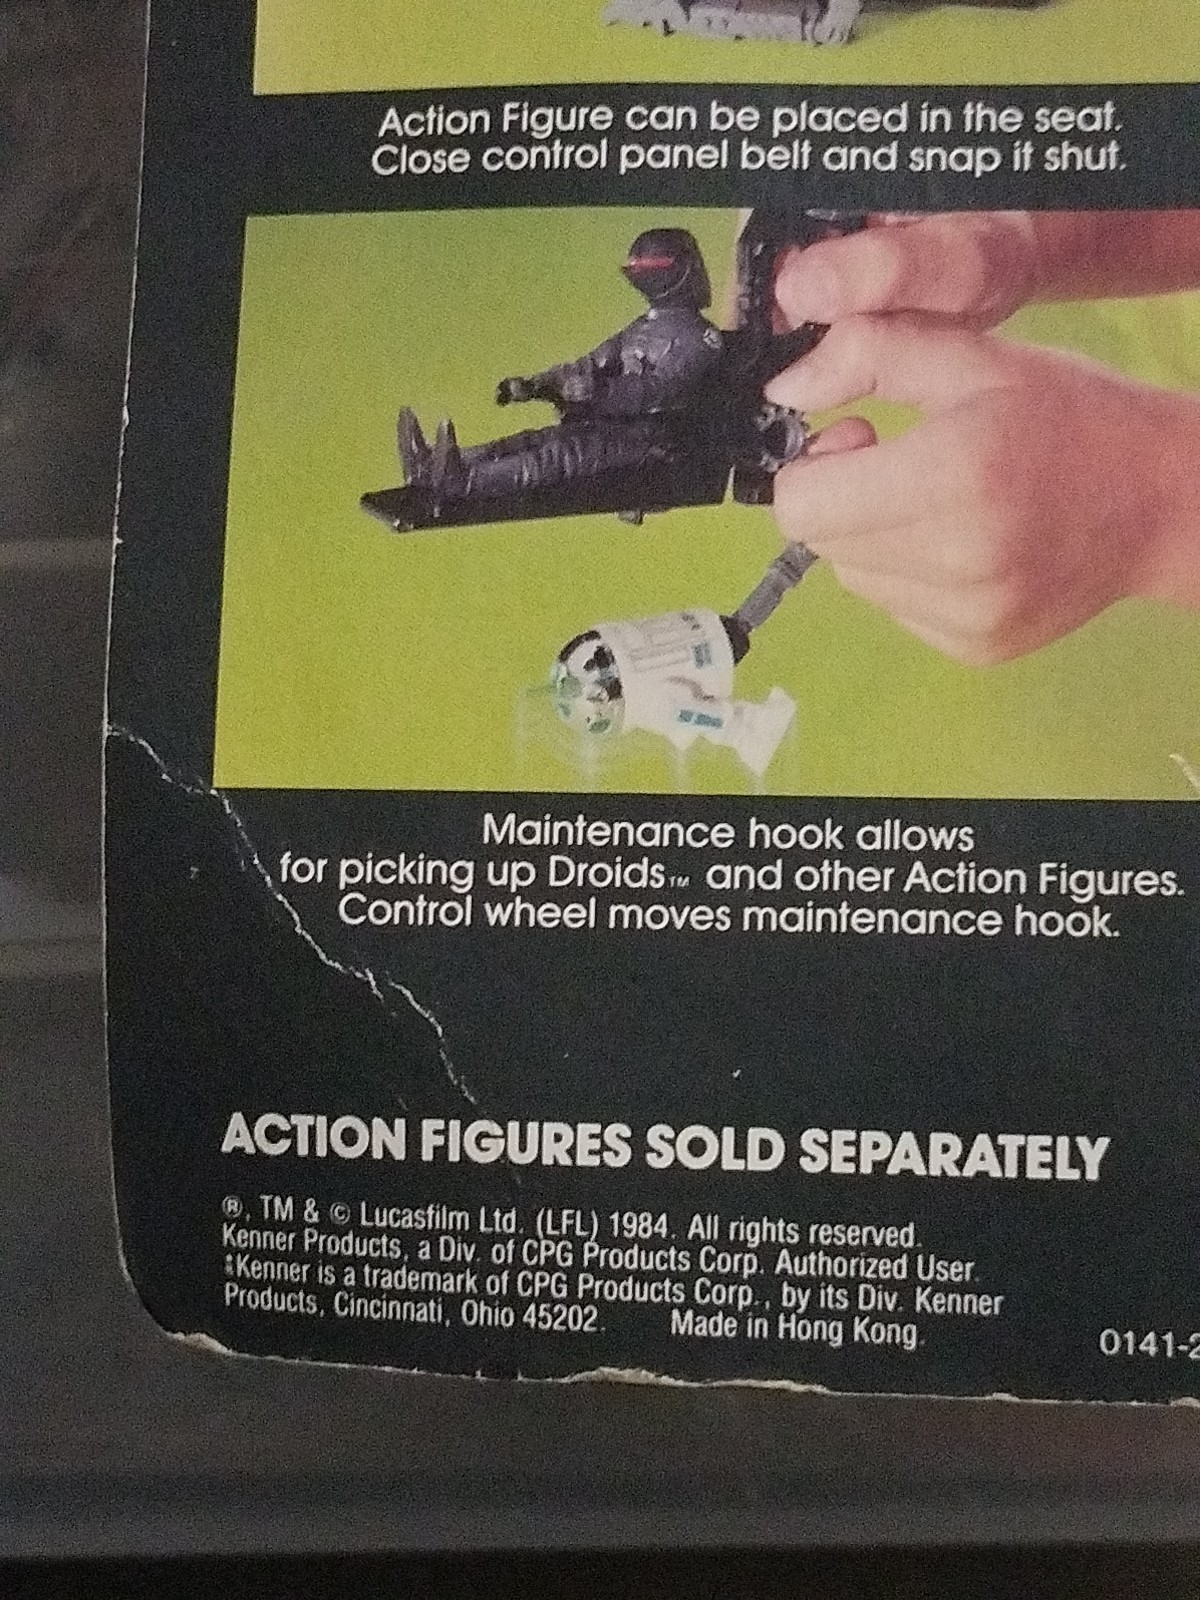 Action Figure can be placed in the seat.
Close control panel belt and snap it shut.
Maintenance hook allows
for picking up Droids™ and other Action Figures.
Control wheel moves maintenance hook.
ACTION FIGURES SOLD SEPARATELY
®, TM & © Lucasfilm Ltd. (LFL) 1984. All rights reserved.
Kenner Products, a Div. of CPG Products Corp. Authorized User.
‡Kenner is a trademark of CPG Products Corp., by its Div. Kenner
Products, Cincinnati, Ohio 45202. Made in Hong Kong.
0141-2